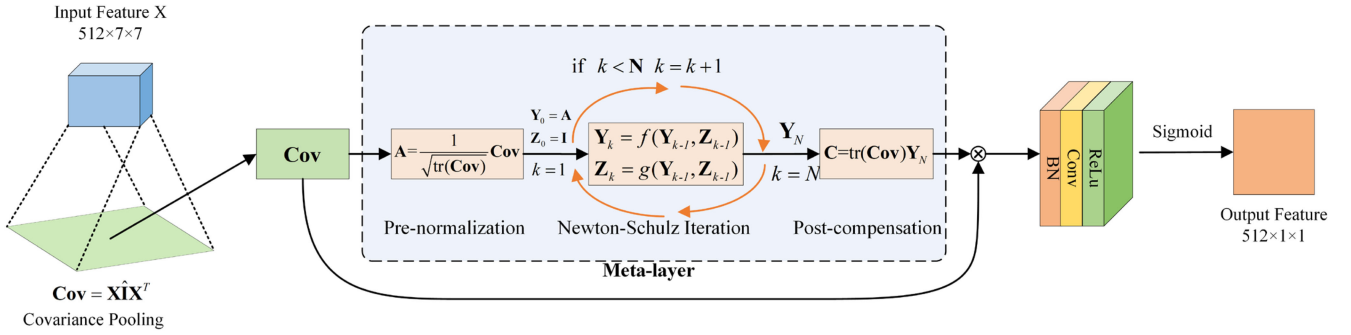 Input Feature X
512×7×7
Cov = XÎX^T
Covariance Pooling
Cov
A=1/√tr(Cov) Cov
Pre-normalization
Y_0 = A
Z_0 = I
k = 1
if k < N k = k + 1
Y_k = f(Y_{k-1}, Z_{k-1})
Z_k = g(Y_{k-1}, Z_{k-1})
Newton-Schulz Iteration
Y_N
k = N
C=tr(Cov)Y_N
Post-compensation
Meta-layer
BN
Conv
ReLu
Sigmoid
Output Feature
512×1×1